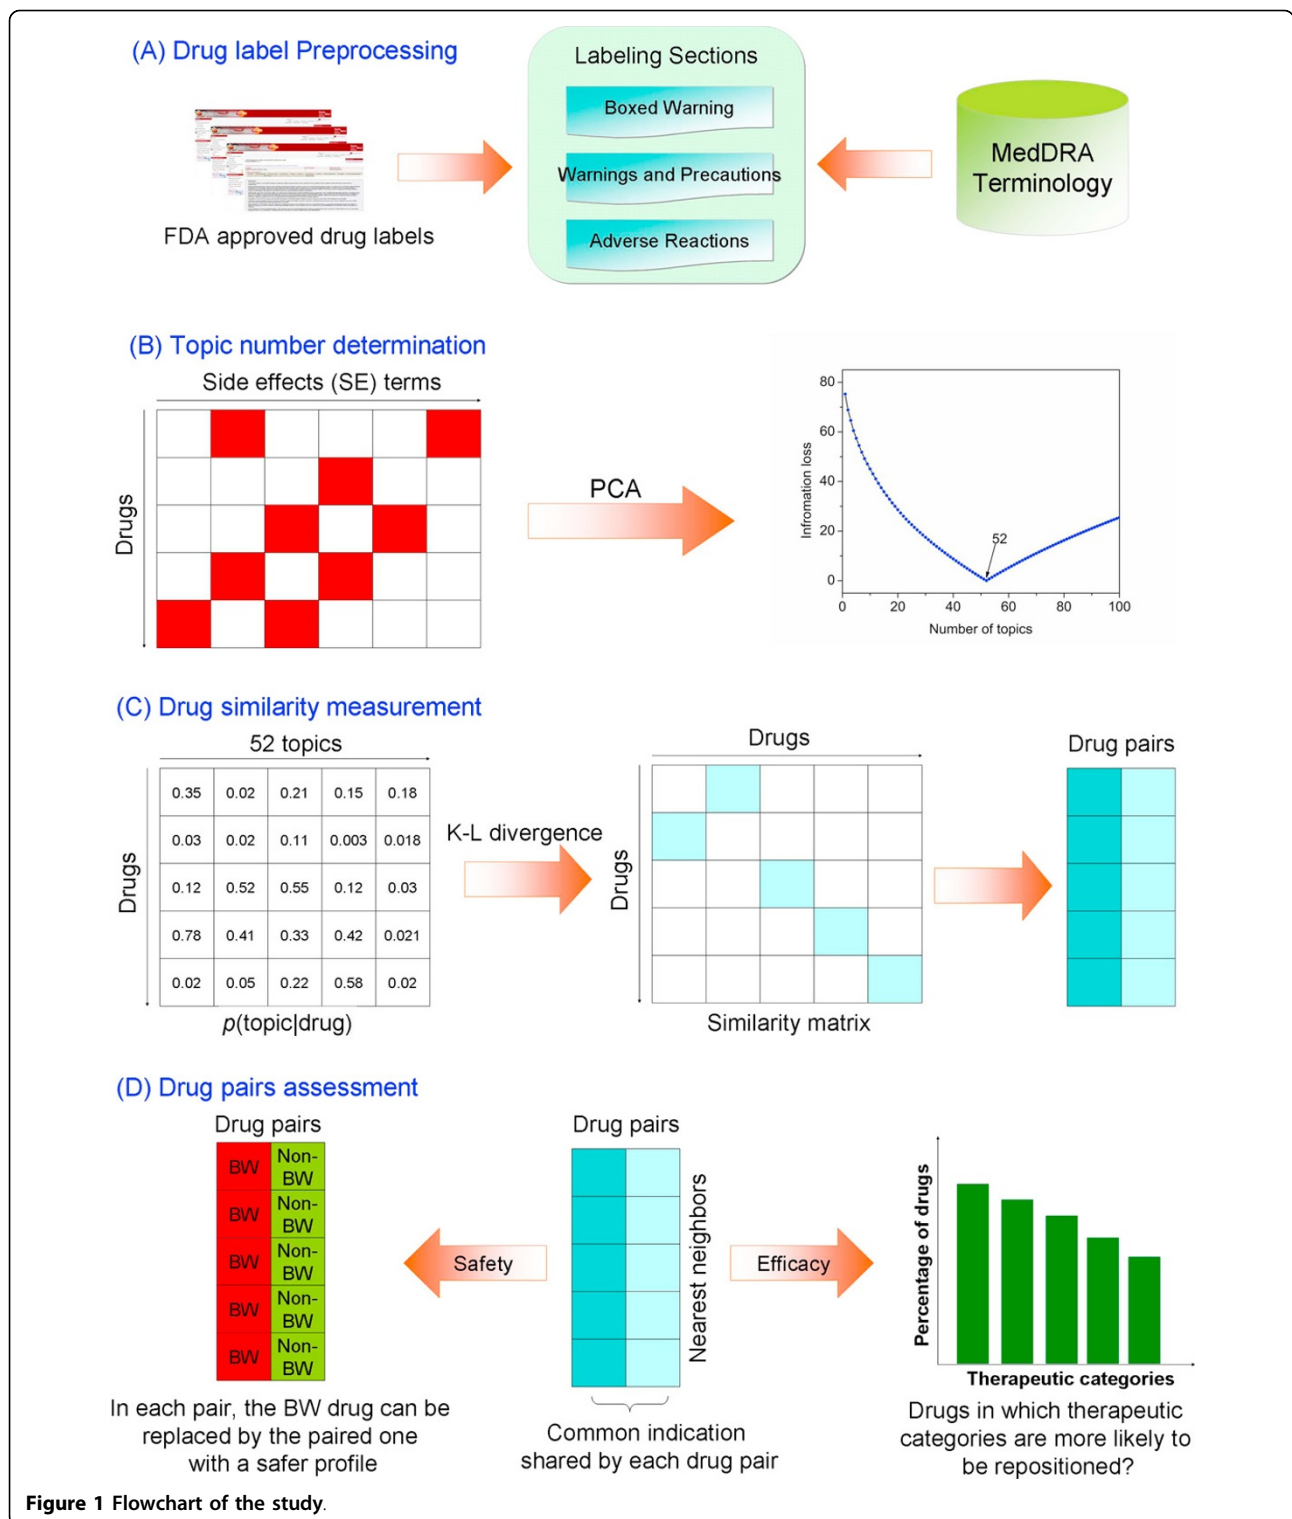 (A) Drug label Preprocessing
Labeling Sections
Boxed Warning
Warnings and Precautions
Adverse Reactions
FDA approved drug labels
MedDRA
Terminology
(B) Topic number determination
Side effects (SE) terms
Drugs
PCA
80
60
40
20
0
Infromation loss
52
0
20
40
60
80
100
Number of topics
(C) Drug similarity measurement
52 topics
Drugs
0.35 0.02 0.21 0.15 0.18
0.03 0.02 0.11 0.003 0.018
0.12 0.52 0.55 0.12 0.03
0.78 0.41 0.33 0.42 0.021
0.02 0.05 0.22 0.58 0.02
p(topic|drug)
K-L divergence
Drugs
Drugs
Similarity matrix
Drug pairs
(D) Drug pairs assessment
Drug pairs
BW Non-
BW
BW Non-
BW
BW Non-
BW
BW Non-
BW
BW Non-
BW
In each pair, the BW drug can be
replaced by the paired one
with a safer profile
Safety
Drug pairs
Nearest neighbors
Common indication
shared by each drug pair
Efficacy
Percentage of drugs
Therapeutic categories
Drugs in which therapeutic
categories are more likely to
be repositioned?
Figure 1 Flowchart of the study.